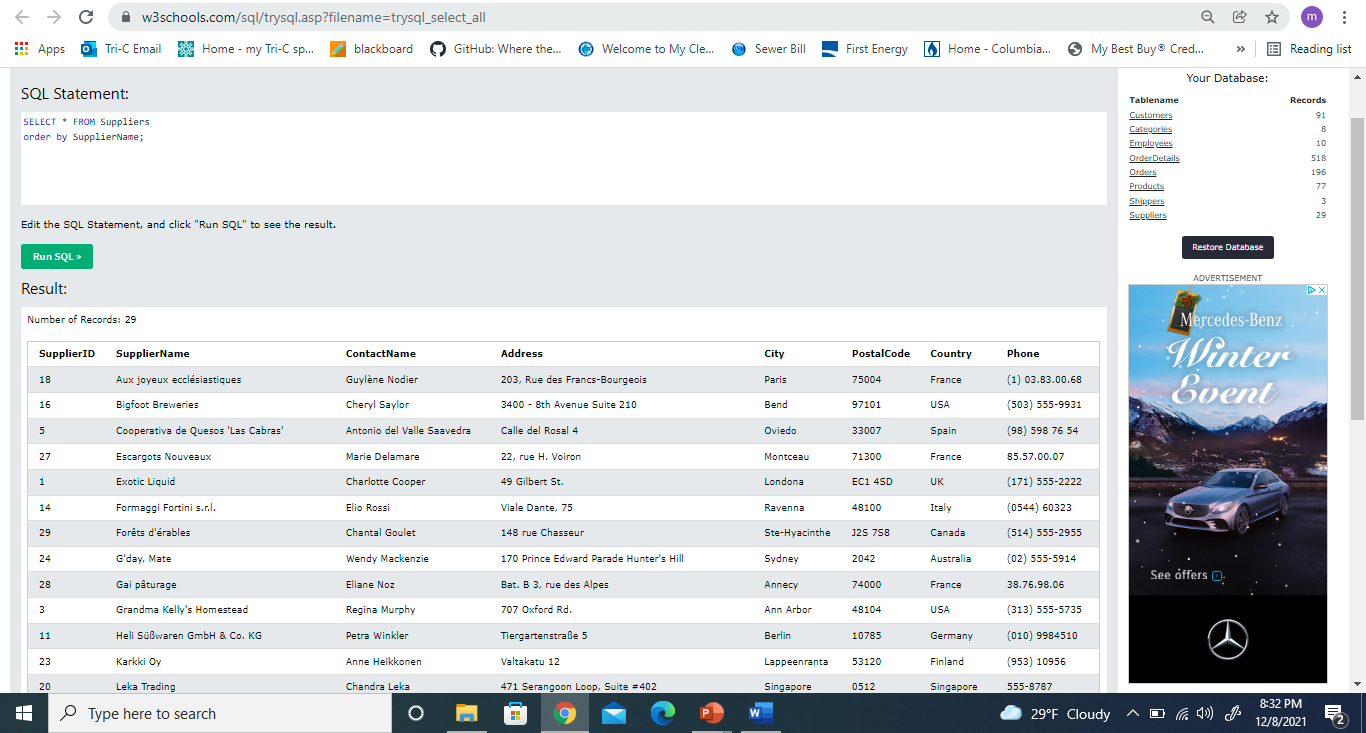 w3schools.com/sql/trysql.asp?filename=trysql_select_all
m
Apps Tri-C Email Home - my Tri-C sp... blackboard GitHub: Where the... Welcome to My Cle... Sewer Bill First Energy Home - Columbia... My Best Buy® Cred... » Reading list
SQL Statement:
SELECT * FROM Suppliers
order by SupplierName;
Edit the SQL Statement, and click "Run SQL" to see the result.
Run SQL »
Result:
Number of Records: 29
SupplierID SupplierName ContactName Address City PostalCode Country Phone
18 Aux joyeux ecclésiastiques Guylène Nodier 203, Rue des Francs-Bourgeois Paris 75004 France (1) 03.83.00.68
16 Bigfoot Breweries Cheryl Saylor 3400 - 8th Avenue Suite 210 Bend 97101 USA (503) 555-9931
5 Cooperativa de Quesos 'Las Cabras' Antonio del Valle Saavedra Calle del Rosal 4 Oviedo 33007 Spain (98) 598 76 54
27 Escargots Nouveaux Marie Delamare 22, rue H. Voiron Montceau 71300 France 85.57.00.07
1 Exotic Liquid Charlotte Cooper 49 Gilbert St. Londona EC1 4SD UK (171) 555-2222
14 Formaggi Fortini s.r.l. Elio Rossi Viale Dante, 75 Ravenna 48100 Italy (0544) 60323
29 Forêts d'érables Chantal Goulet 148 rue Chasseur Ste-Hyacinthe J2S 7S8 Canada (514) 555-2955
24 G'day, Mate Wendy Mackenzie 170 Prince Edward Parade Hunter's Hill Sydney 2042 Australia (02) 555-5914
28 Gai pâturage Eliane Noz Bat. B 3, rue des Alpes Annecy 74000 France 38.76.98.06
3 Grandma Kelly's Homestead Regina Murphy 707 Oxford Rd. Ann Arbor 48104 USA (313) 555-5735
11 Heli Süßwaren GmbH & Co. KG Petra Winkler Tiergartenstraße 5 Berlin 10785 Germany (010) 9984510
23 Karkki Oy Anne Heikkonen Valtakatu 12 Lappeenranta 53120 Finland (953) 10956
20 Leka Trading Chandra Leka 471 Serangoon Loop, Suite #402 Singapore 0512 Singapore 555-8787
Your Database:
Tablename Records
Customers 91
Categories 8
Employees 10
OrderDetails 518
Orders 196
Products 77
Shippers 3
Suppliers 29
Restore Database
ADVERTISEMENT
Mercedes-Benz
Winter
Event
See offers
Type here to search
29°F Cloudy
8:32 PM
12/8/2021
2